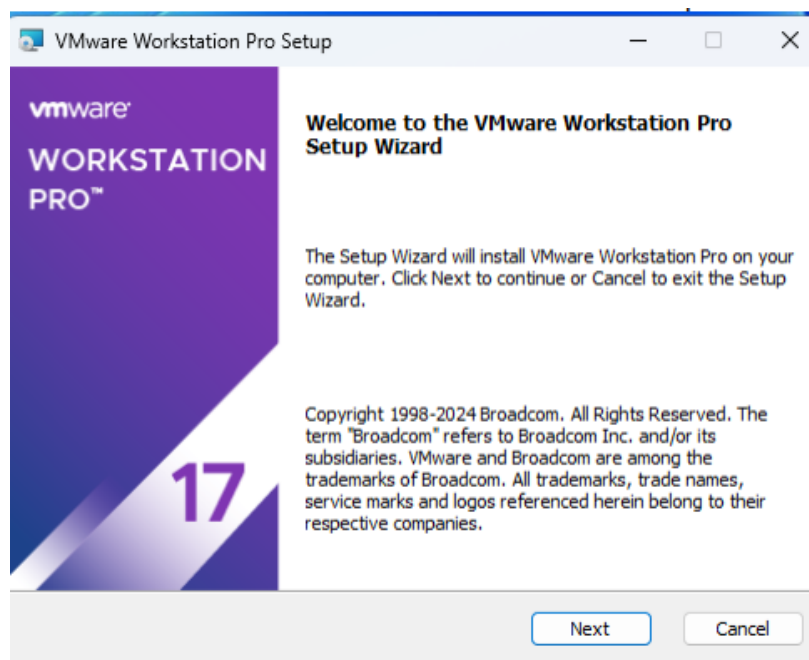 VMware Workstation Pro Setup
vmware
WORKSTATION
PRO™
17
Welcome to the VMware Workstation Pro
Setup Wizard
The Setup Wizard will install VMware Workstation Pro on your
computer. Click Next to continue or Cancel to exit the Setup
Wizard.
Copyright 1998-2024 Broadcom. All Rights Reserved. The
term "Broadcom" refers to Broadcom Inc. and/or its
subsidiaries. VMware and Broadcom are among the
trademarks of Broadcom. All trademarks, trade names,
service marks and logos referenced herein belong to their
respective companies.
Next
Cancel